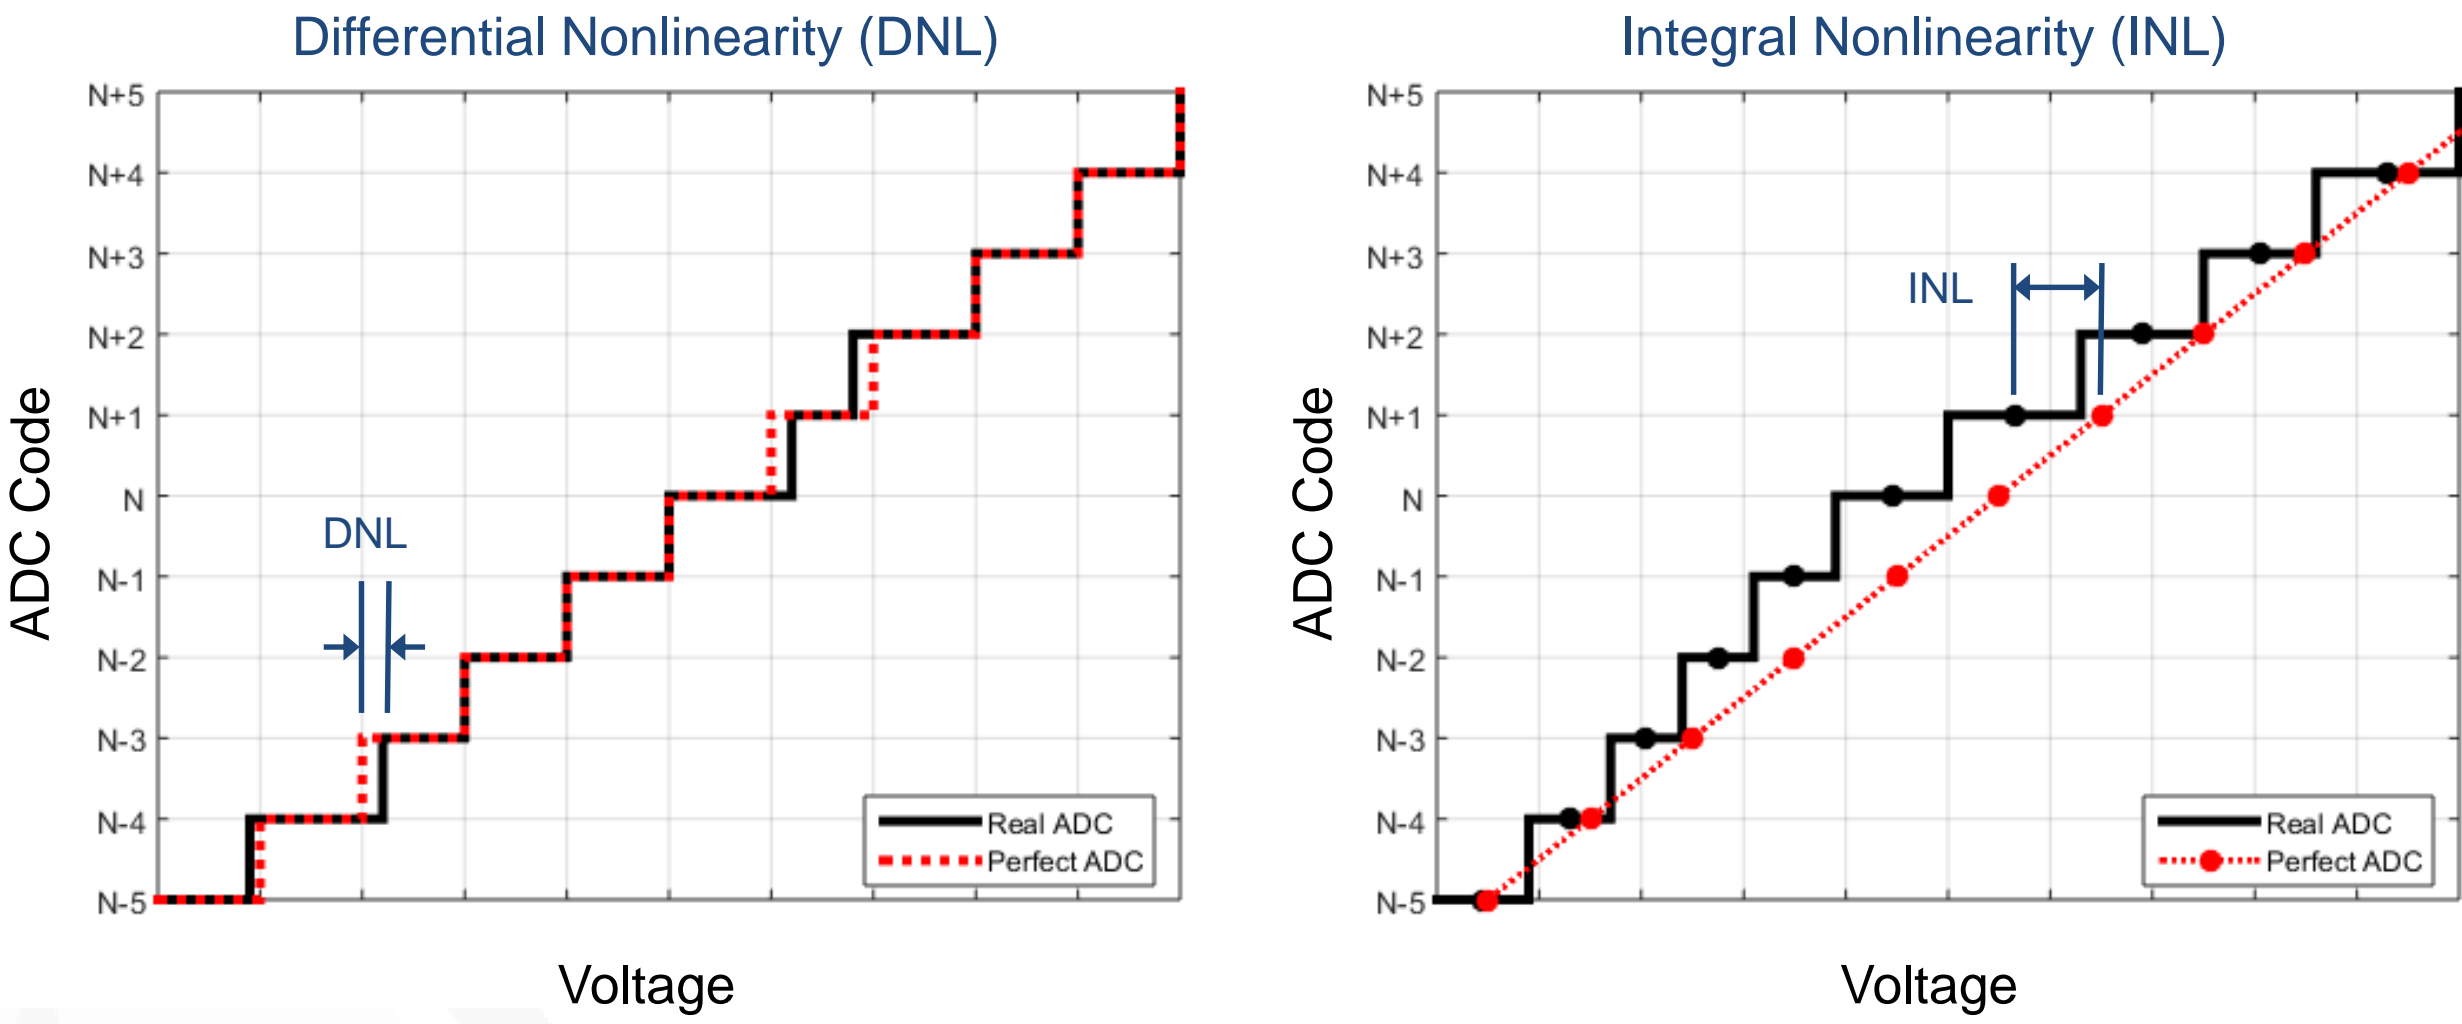 Differential Nonlinearity (DNL)
N+5
N+4
N+3
N+2
N+1
N
N-1
N-2
N-3
N-4
N-5
ADC Code
DNL
Real ADC
Perfect ADC
Voltage
Integral Nonlinearity (INL)
N+5
N+4
N+3
N+2
N+1
N
N-1
N-2
N-3
N-4
N-5
ADC Code
INL
Real ADC
Perfect ADC
Voltage